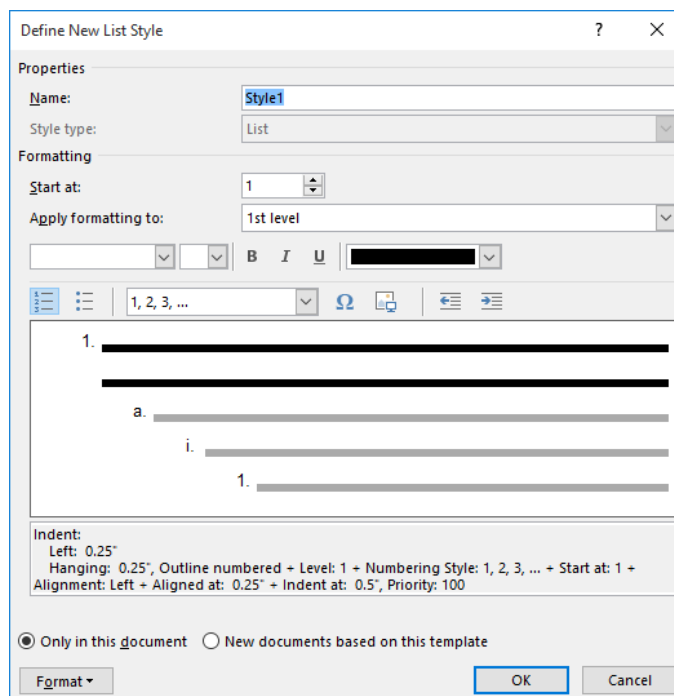 Define New List Style ?
Properties
Name: Style1
Style type: List
Formatting
Start at: 1
Apply formatting to: 1st level
B I U
1, 2, 3, ... Ω
1.
a.
i.
1.
Indent:
Left: 0.25"
Hanging: 0.25", Outline numbered + Level: 1 + Numbering Style: 1, 2, 3, ... + Start at: 1 +
Alignment: Left + Aligned at: 0.25" + Indent at: 0.5", Priority: 100
Only in this document New documents based on this template
Format OK Cancel